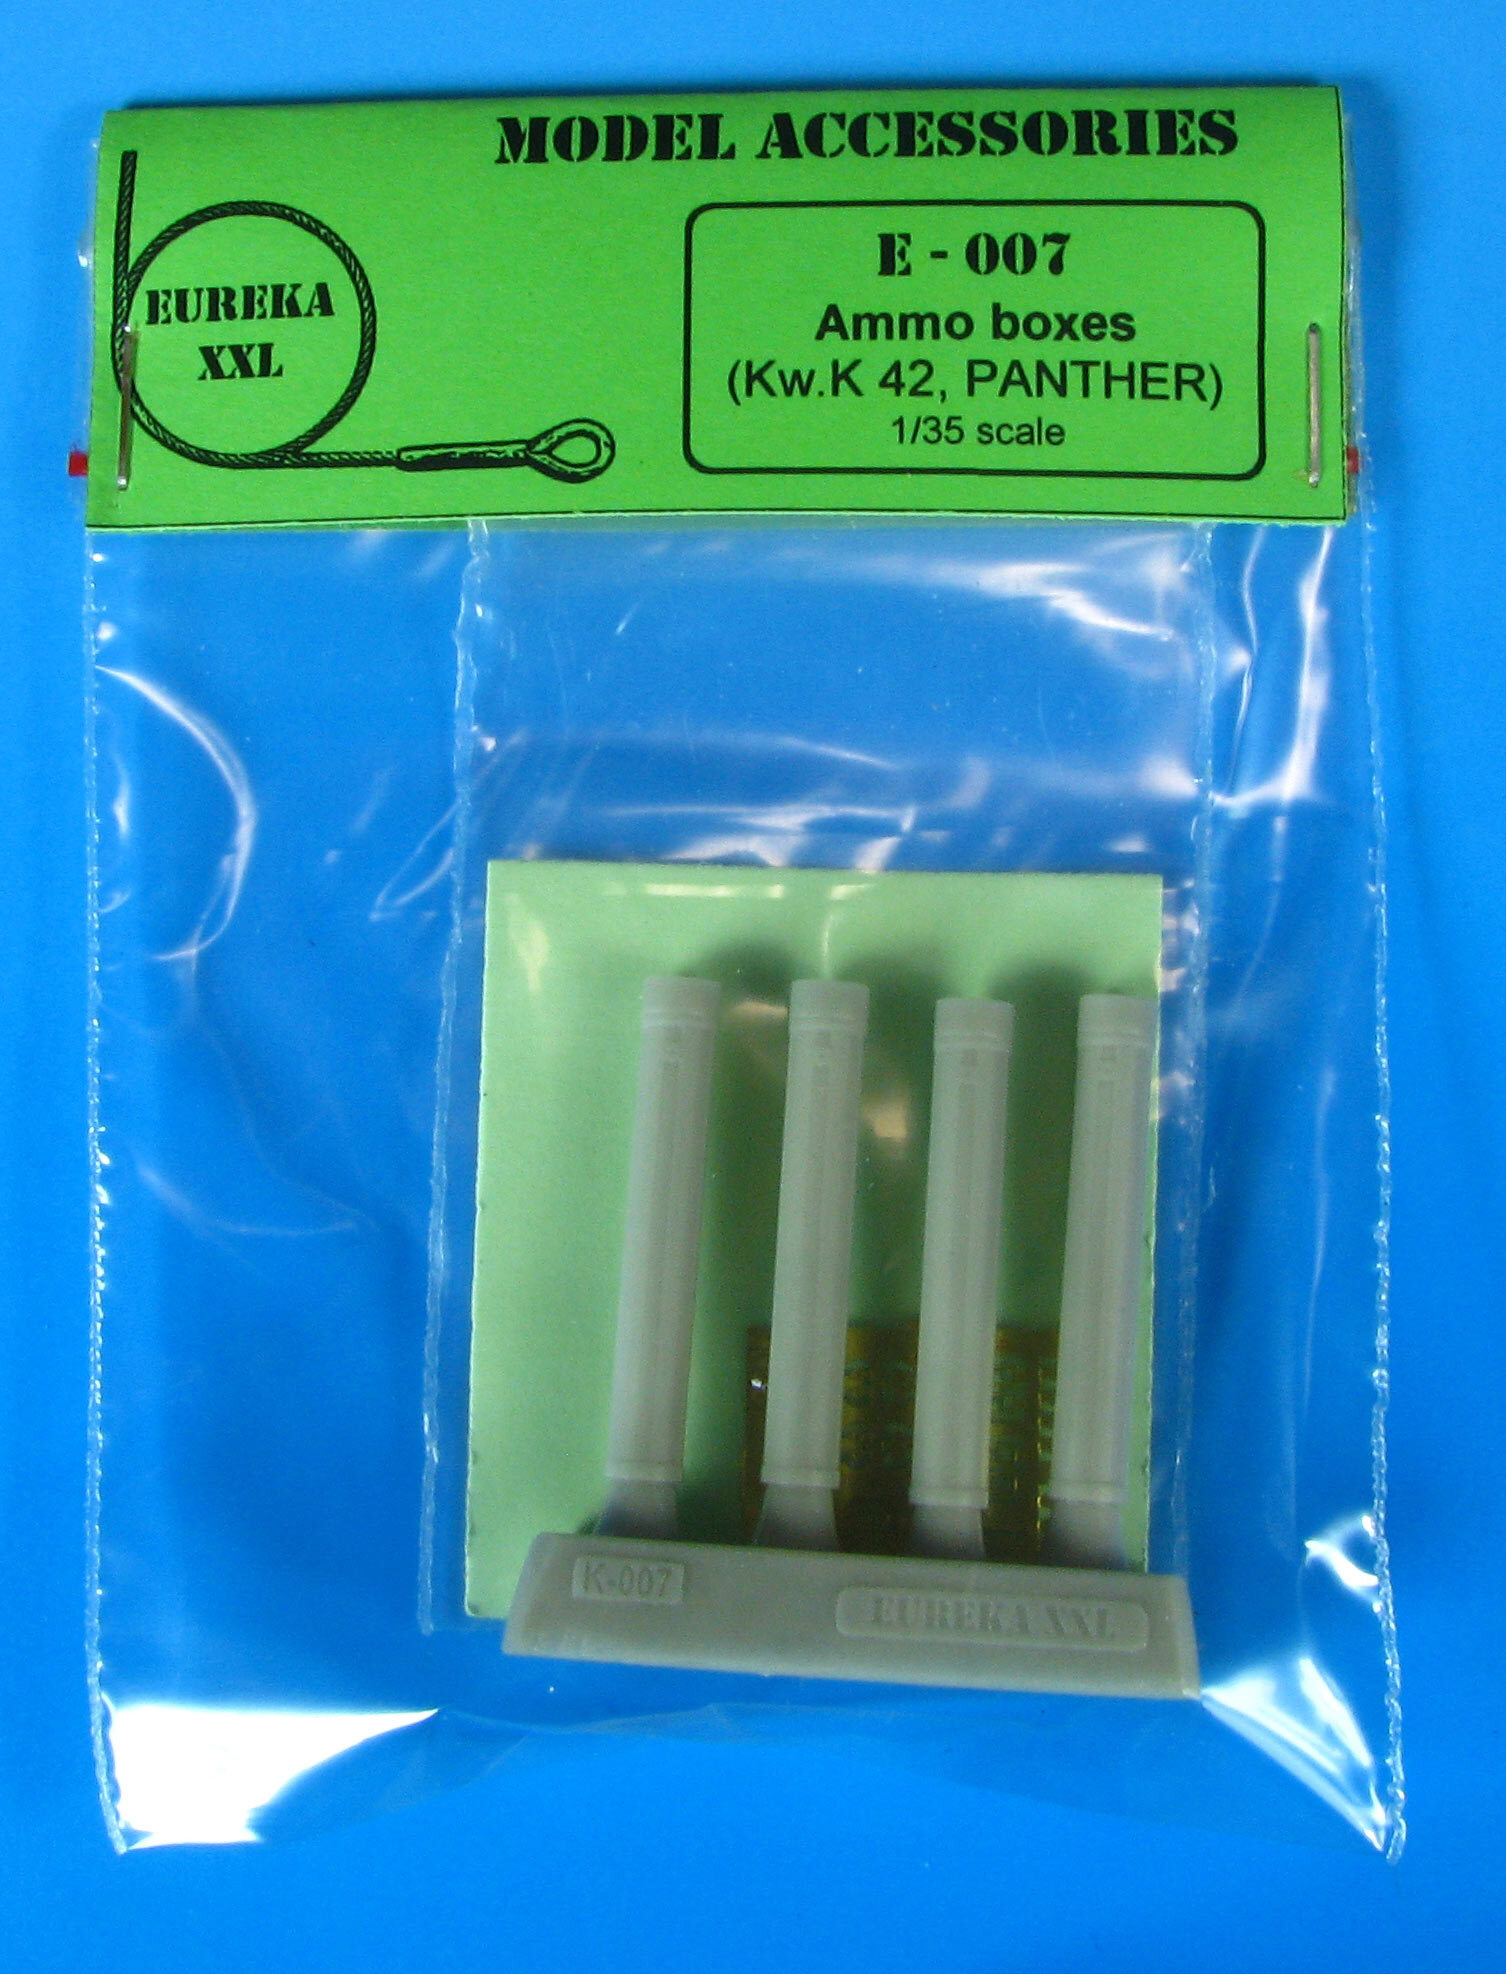 MODEL ACCESSORIES
EUREKA
XXL
E - 007
Ammo boxes
(Kw.K 42, PANTHER)
1/35 scale
K-007
EUREKA XXL